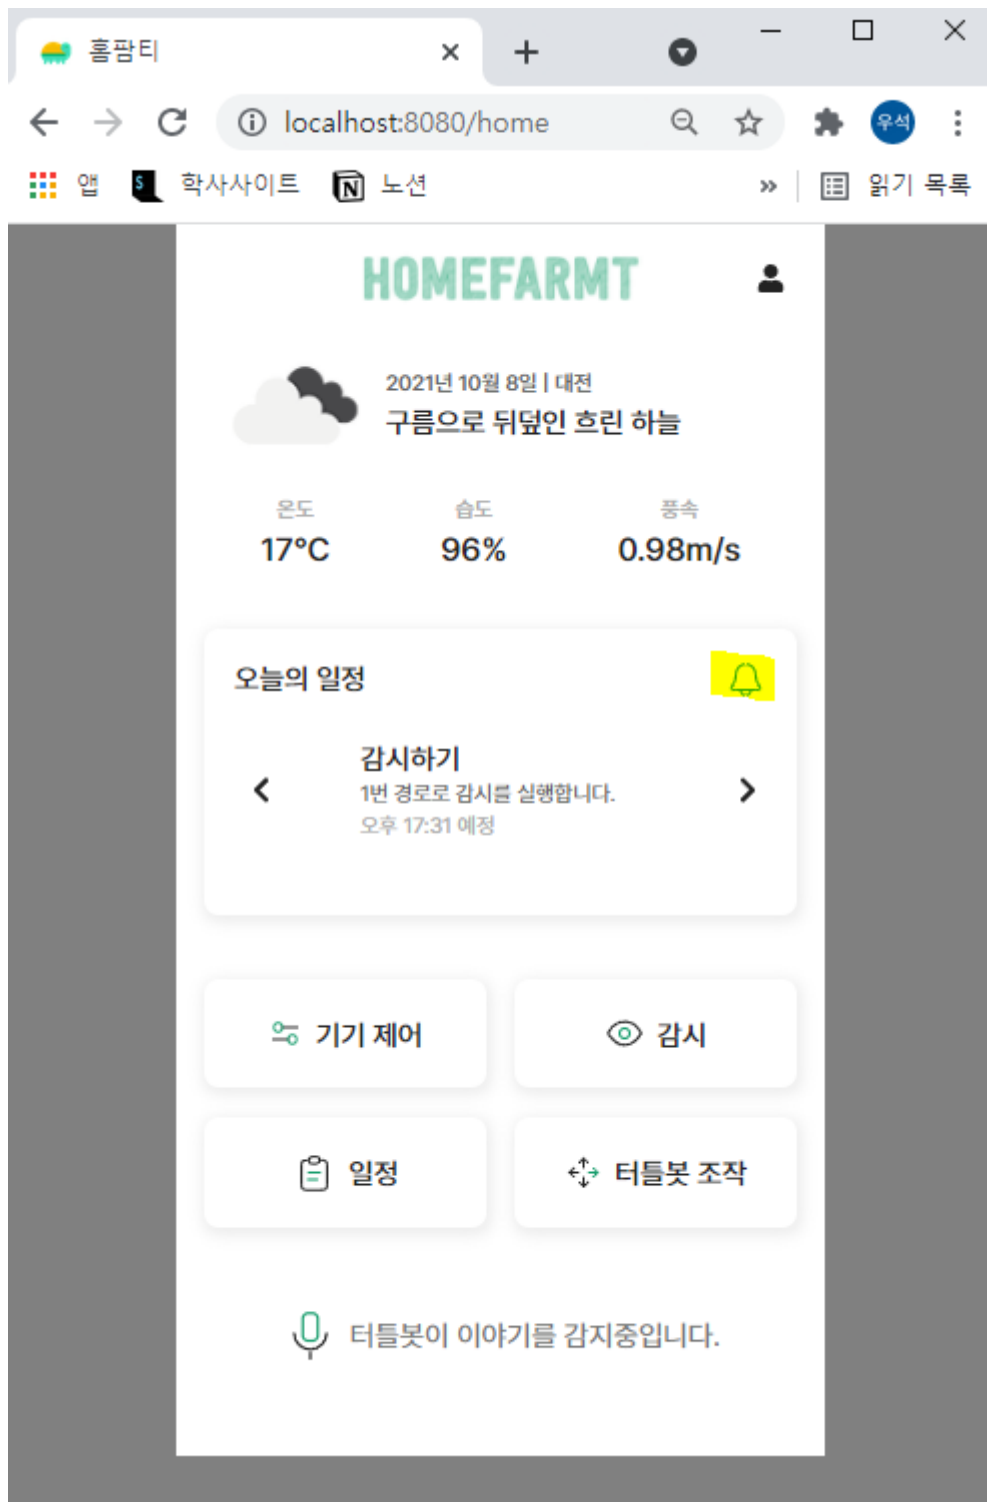 홈팜티
localhost:8080/home
우석
앱 학사사이트 노션 » 읽기 목록
HOMEFARMT
2021년 10월 8일 | 대전
구름으로 뒤덮인 흐린 하늘
온도 습도 풍속
17°C 96% 0.98m/s
오늘의 일정
감시하기
1번 경로로 감시를 실행합니다.
오후 17:31 예정
기기 제어 감시
일정 터틀봇 조작
터틀봇이 이야기를 감지중입니다.